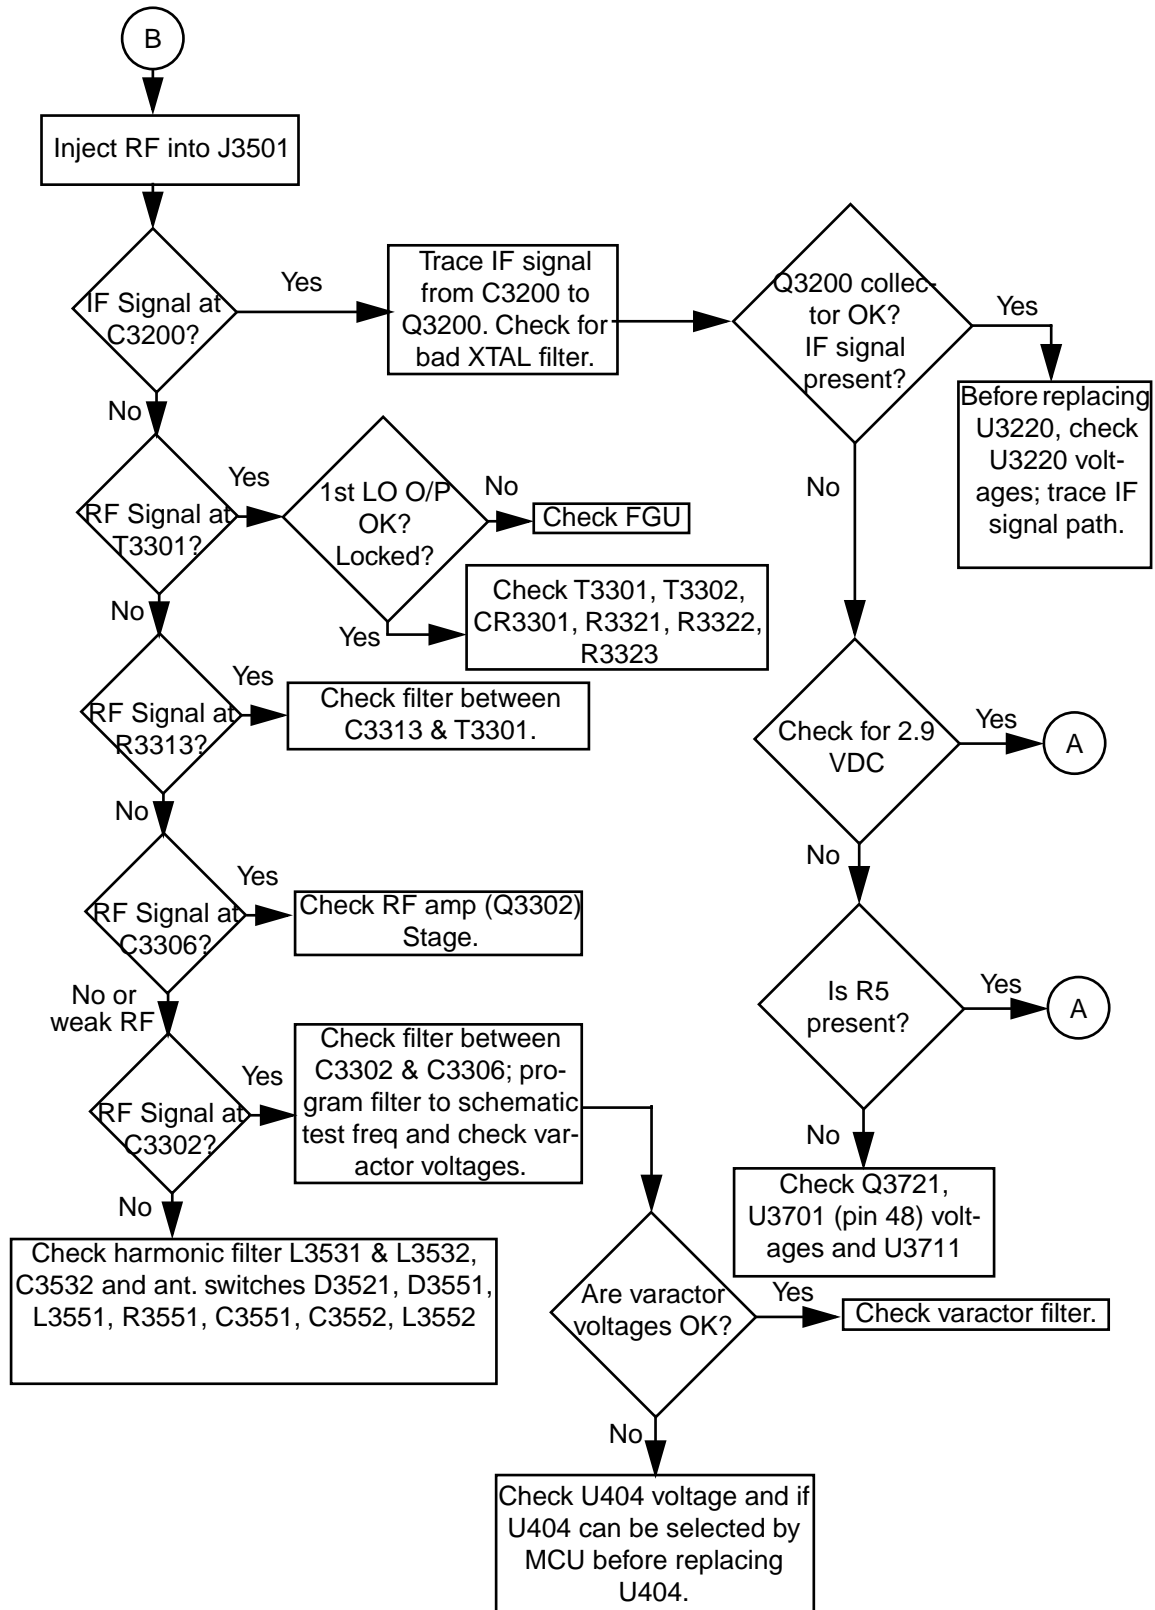 B
Inject RF into J3501
IF Signal at
C3200?
Yes
Trace IF signal
from C3200 to
Q3200. Check for
bad XTAL filter.
Q3200 collec-
tor OK?
IF signal
present?
Yes
Before replacing
U3220, check
U3220 volt-
ages; trace IF
signal path.
No
RF Signal at
T3301?
Yes
1st LO O/P
OK?
Locked?
No
Check FGU
Yes
Check T3301, T3302,
CR3301, R3321, R3322,
R3323
No
No
RF Signal at
R3313?
Yes
Check filter between
C3313 & T3301.
Check for 2.9
VDC
Yes
A
No
RF Signal at
C3306?
Yes
Check RF amp (Q3302)
Stage.
No
Is R5
present?
Yes
A
No or
weak RF
RF Signal at
C3302?
Yes
Check filter between
C3302 & C3306; pro-
gram filter to schematic
test freq and check var-
actor voltages.
No
Check Q3721,
U3701 (pin 48) volt-
ages and U3711
No
Check harmonic filter L3531 & L3532,
C3532 and ant. switches D3521, D3551,
L3551, R3551, C3551, C3552, L3552
Are varactor
voltages OK?
Yes
Check varactor filter.
No
Check U404 voltage and if
U404 can be selected by
MCU before replacing
U404.